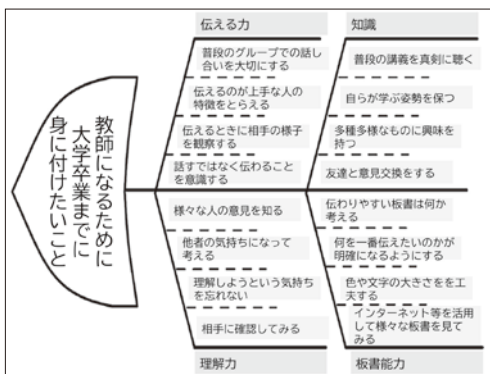 教師になるために
大学卒業までに
身に付けたいこと
伝える力
普段のグループでの話し
合いを大切にする
伝えるのが上手な人の
特徴をとらえる
伝えるときに相手の様子
を観察する
話すではなく伝わること
を意識する
知識
普段の講義を真剣に聴く
自らが学ぶ姿勢を保つ
多種多様なものに興味を
持つ
友達と意見交換をする
様々な人の意見を知る
他者の気持ちになって
考える
理解しようという気持ち
を忘れない
相手に確認してみる
理解力
伝わりやすい板書は何か
考える
何を一番伝えたいのかが
明確になるようにする
色や文字の大きさをを工
夫する
インターネット等を活用
して様々な板書を見て
みる
板書能力